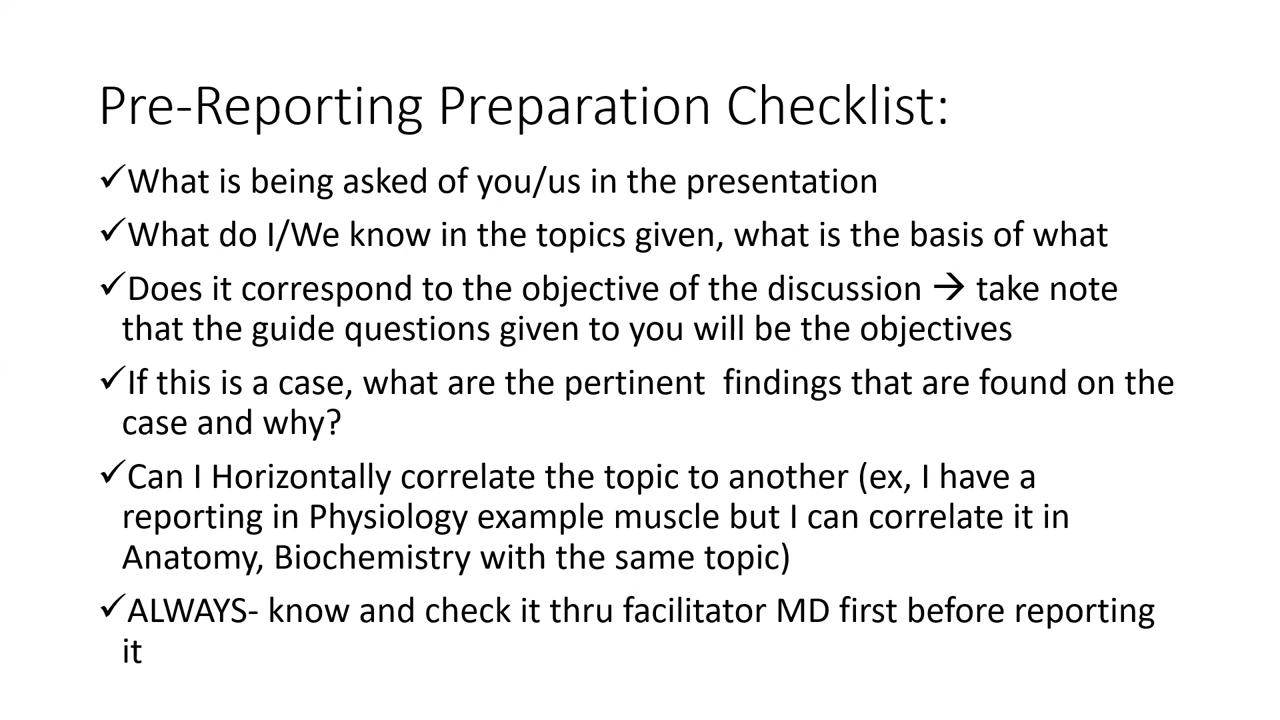 Pre-Reporting Preparation Checklist:
✓What is being asked of you/us in the presentation
✓What do I/We know in the topics given, what is the basis of what
✓Does it correspond to the objective of the discussion → take note
that the guide questions given to you will be the objectives
✓If this is a case, what are the pertinent  findings that are found on the
case and why?
✓Can I Horizontally correlate the topic to another (ex, I have a
reporting in Physiology example muscle but I can correlate it in
Anatomy, Biochemistry with the same topic)
✓ALWAYS- know and check it thru facilitator MD first before reporting
it